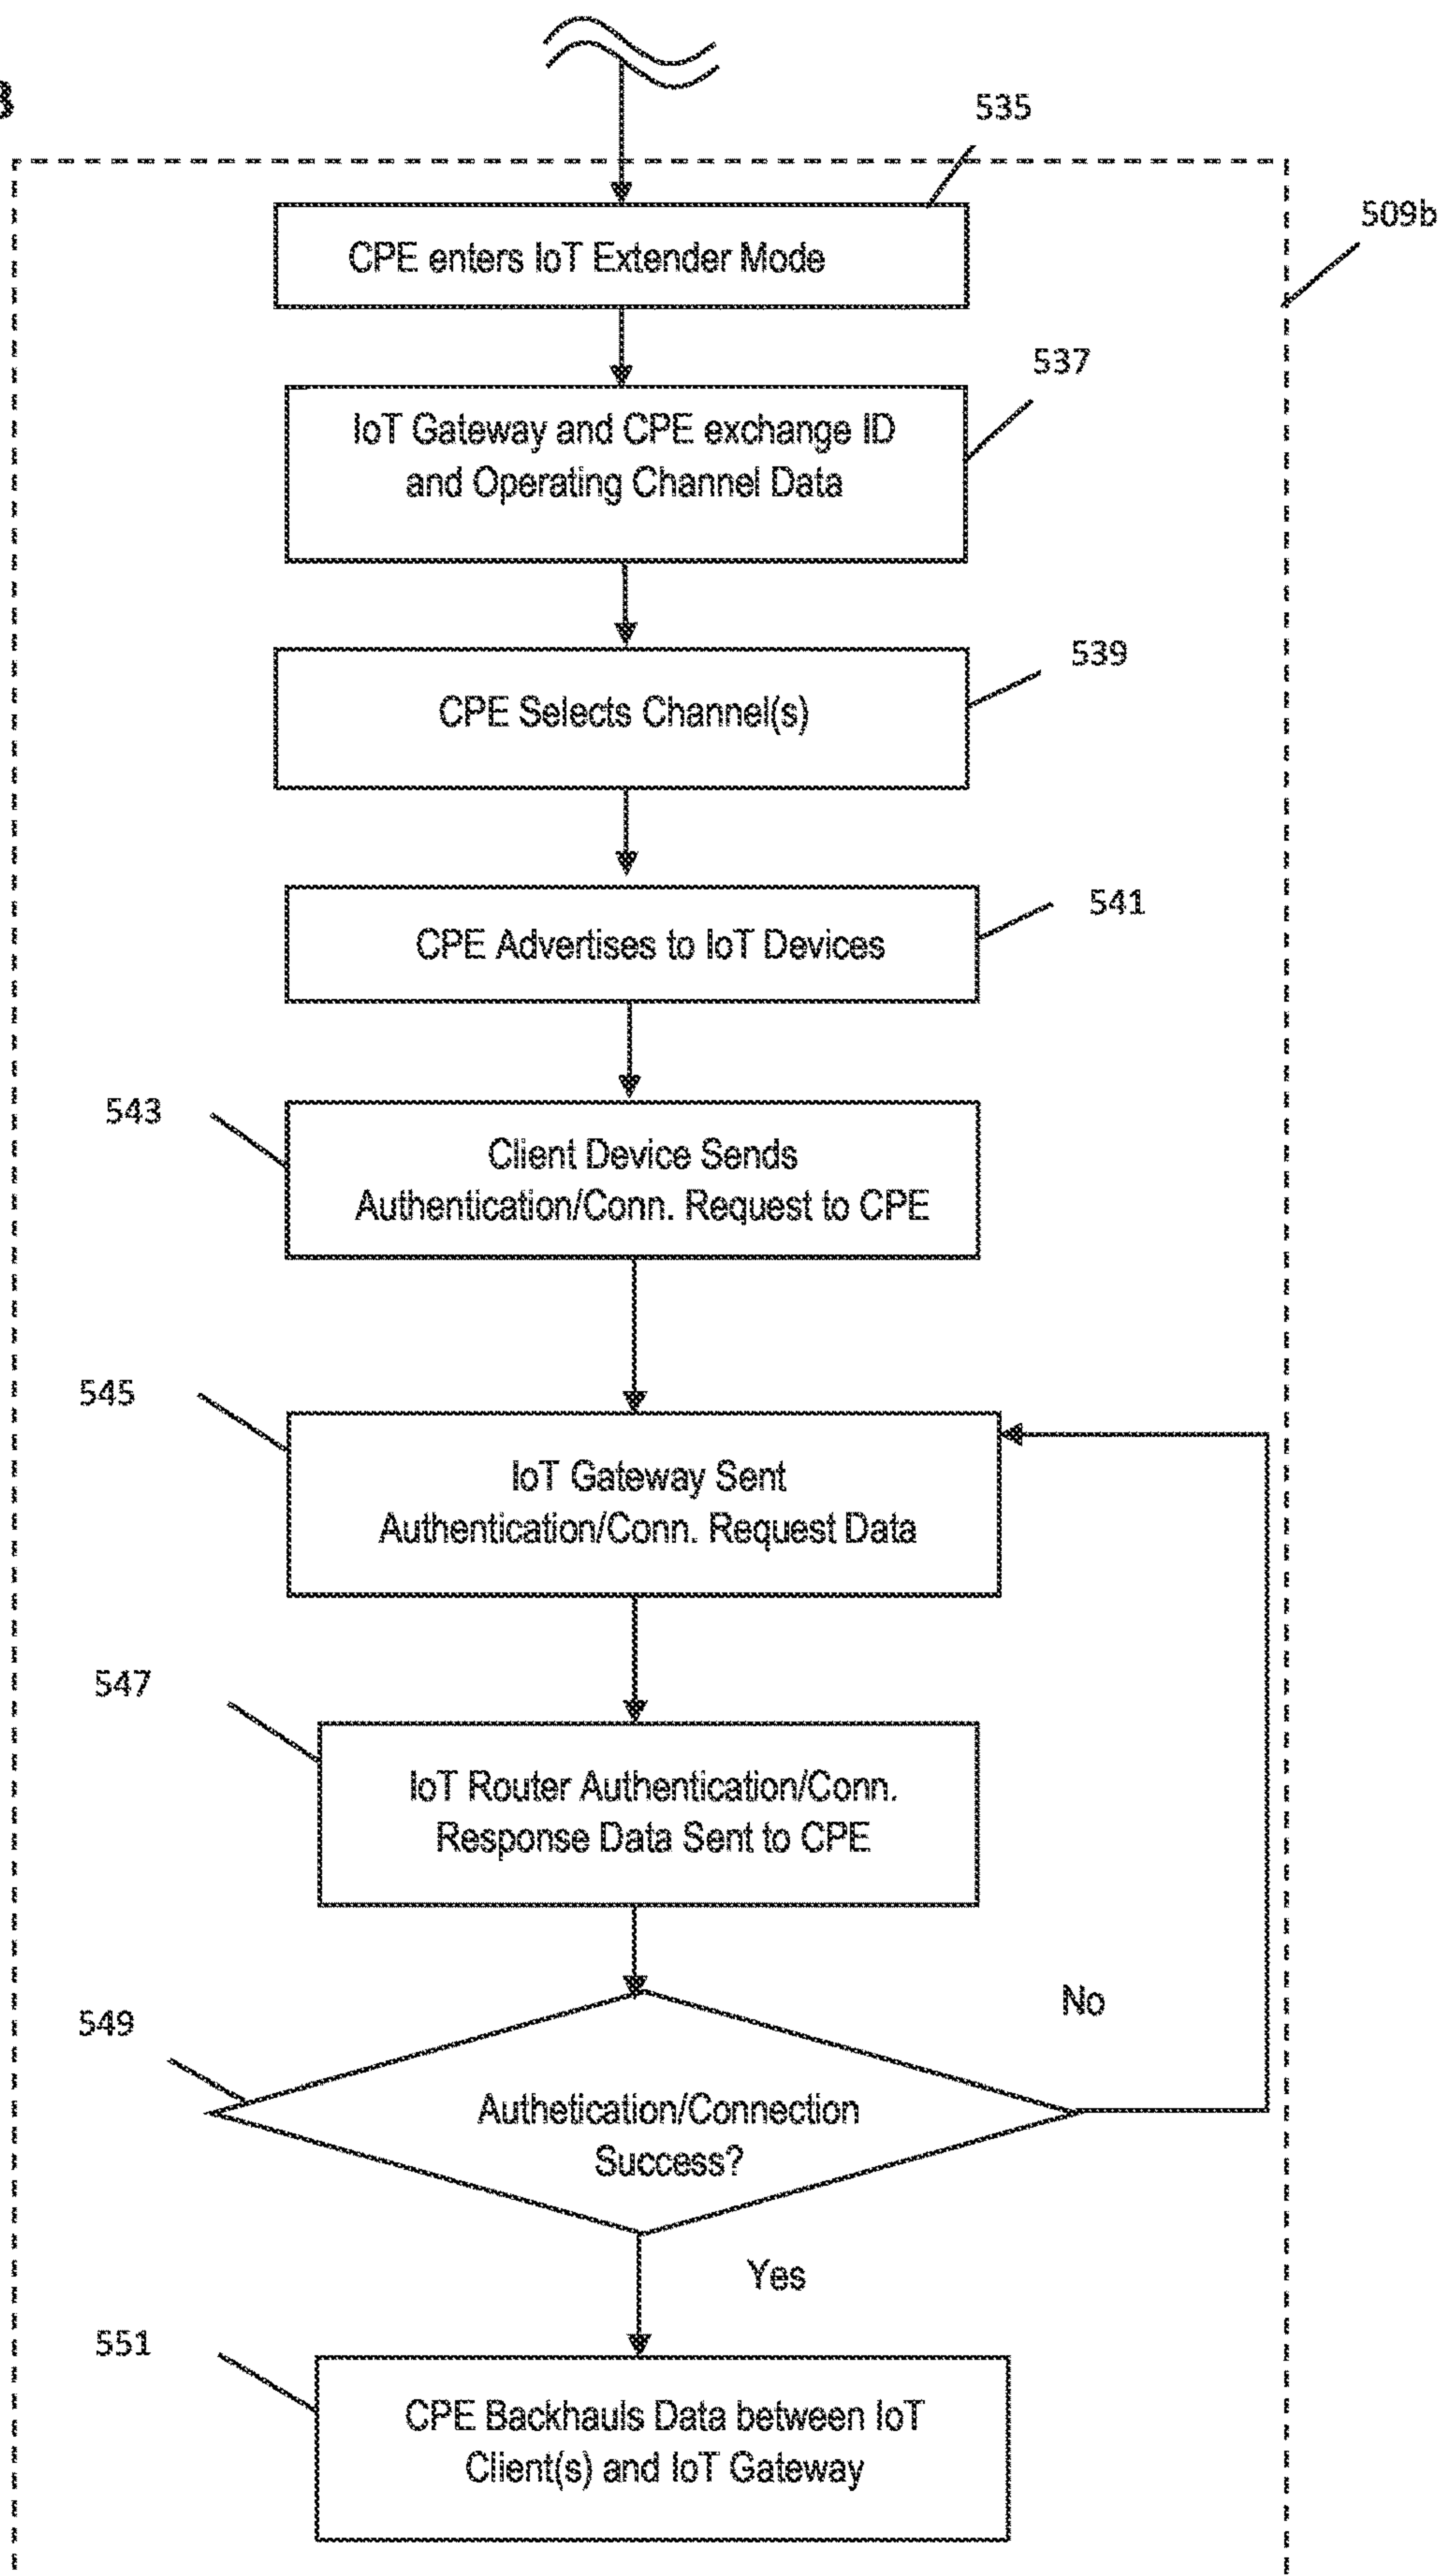 535
509b
CPE enters IoT Extender Mode
537
IoT Gateway and CPE exchange ID
and Operating Channel Data
539
CPE Selects Channel(s)
541
CPE Advertises to IoT Devices
543
Client Device Sends
Authentication/Conn. Request to CPE
545
IoT Gateway Sent
Authentication/Conn. Request Data
547
IoT Router Authentication/Conn.
Response Data Sent to CPE
549
No
Authetication/Connection
Success?
Yes
551
CPE Backhauls Data between IoT
Client(s) and IoT Gateway